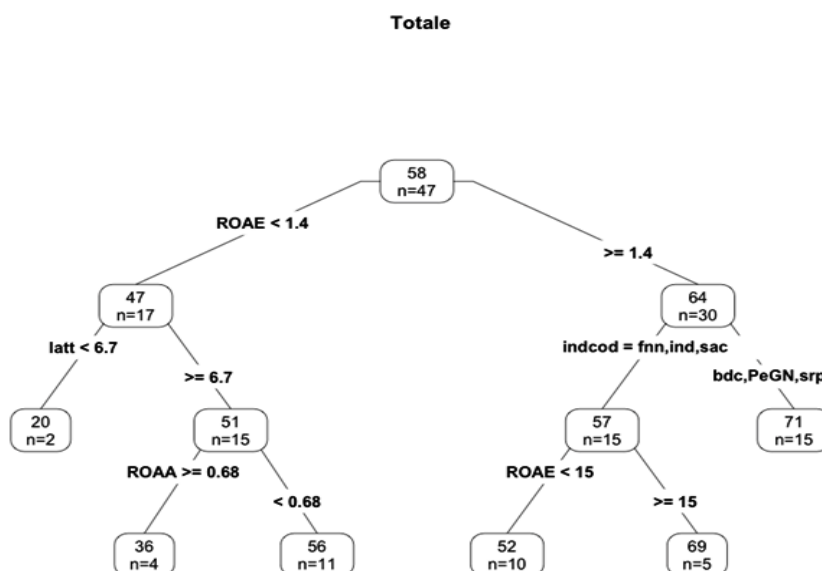 Totale
58
n=47
ROAE < 1.4
>= 1.4
47
n=17
64
n=30
latt < 6.7
>= 6.7
indcod = fnn,ind,sac
bdc,PeGN,srp
20
n=2
51
n=15
57
n=15
71
n=15
ROAA >= 0.68
< 0.68
ROAE < 15
>= 15
36
n=4
56
n=11
52
n=10
69
n=5